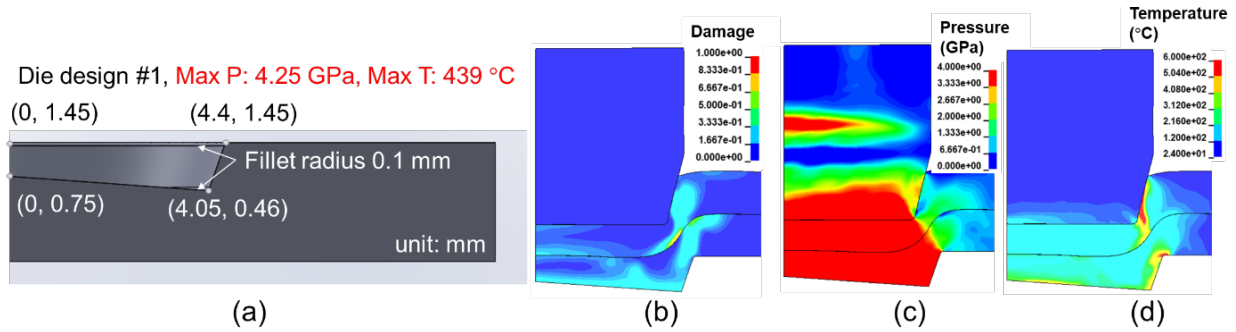 Die design #1, Max P: 4.25 GPa, Max T: 439 °C
(0, 1.45)
(4.4, 1.45)
Fillet radius 0.1 mm
(0, 0.75)
(4.05, 0.46)
unit: mm
(a)
Damage
1.000e+00
8.333e-01
6.667e-01
5.000e-01
3.333e-01
1.667e-01
0.000e+00
(b)
Pressure
(GPa)
4.000e+00
3.333e+00
2.667e+00
2.000e+00
1.333e+00
6.667e-01
0.000e+00
(c)
Temperature
(°C)
6.000e+02
5.040e+02
4.080e+02
3.120e+02
2.160e+02
1.200e+02
2.400e+01
(d)